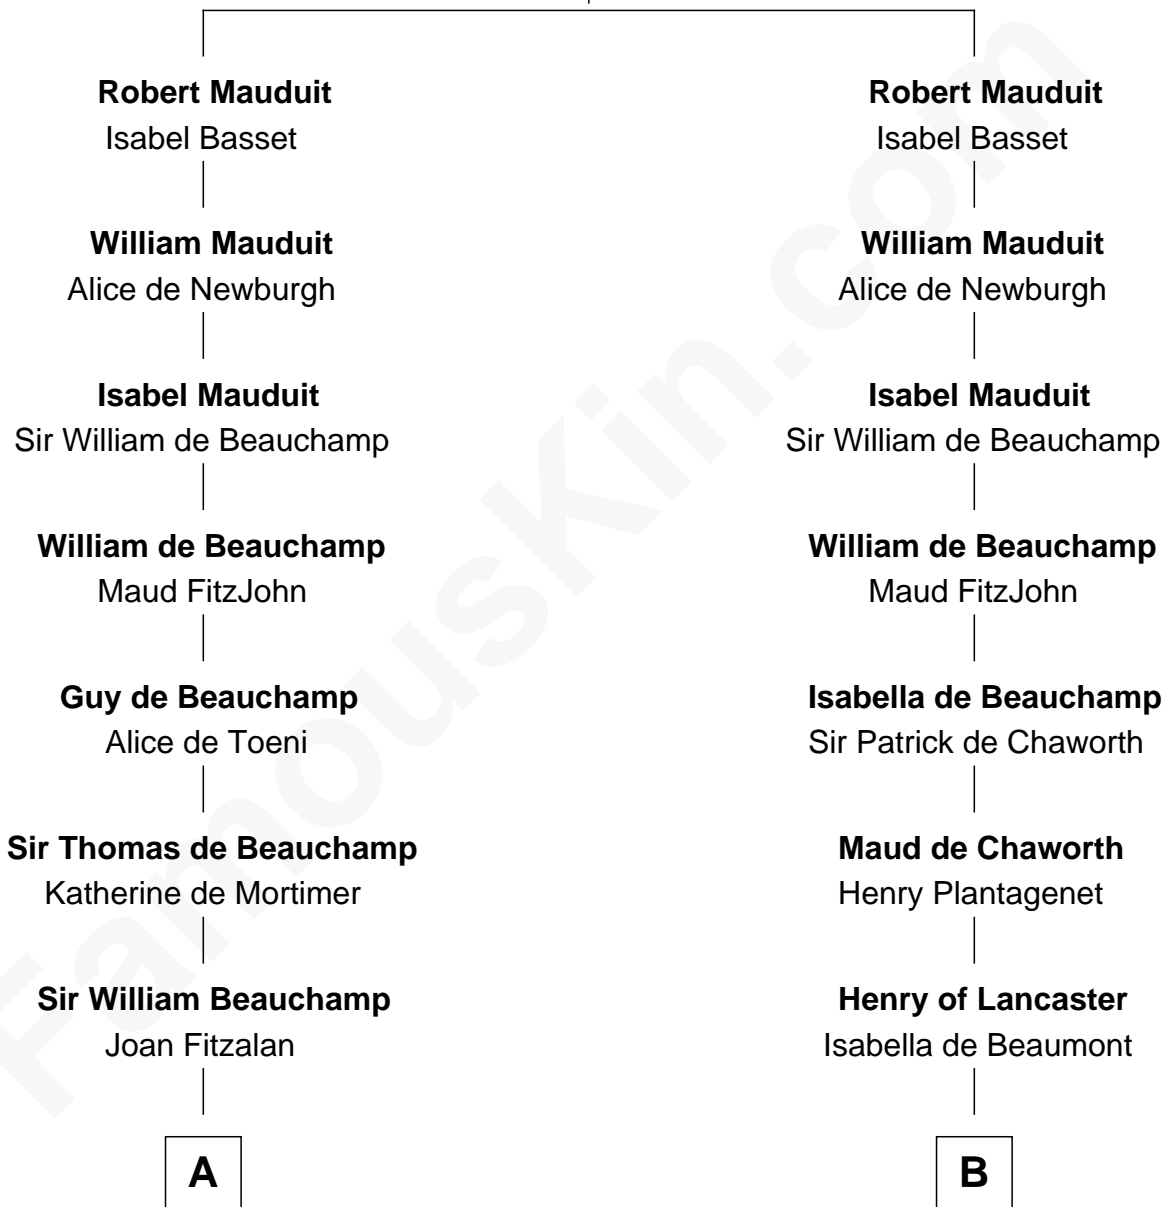 Robert Mauduit
Isabel Basset
William Mauduit
Alice de Newburgh
Isabel Mauduit
Sir William de Beauchamp
William de Beauchamp
Maud FitzJohn
Guy de Beauchamp
Alice de Toeni
Sir Thomas de Beauchamp
Katherine de Mortimer
Sir William Beauchamp
Joan Fitzalan
A
Robert Mauduit
Isabel Basset
William Mauduit
Alice de Newburgh
Isabel Mauduit
Sir William de Beauchamp
William de Beauchamp
Maud FitzJohn
Isabella de Beauchamp
Sir Patrick de Chaworth
Maud de Chaworth
Henry Plantagenet
Henry of Lancaster
Isabella de Beaumont
B
FamousKin.com